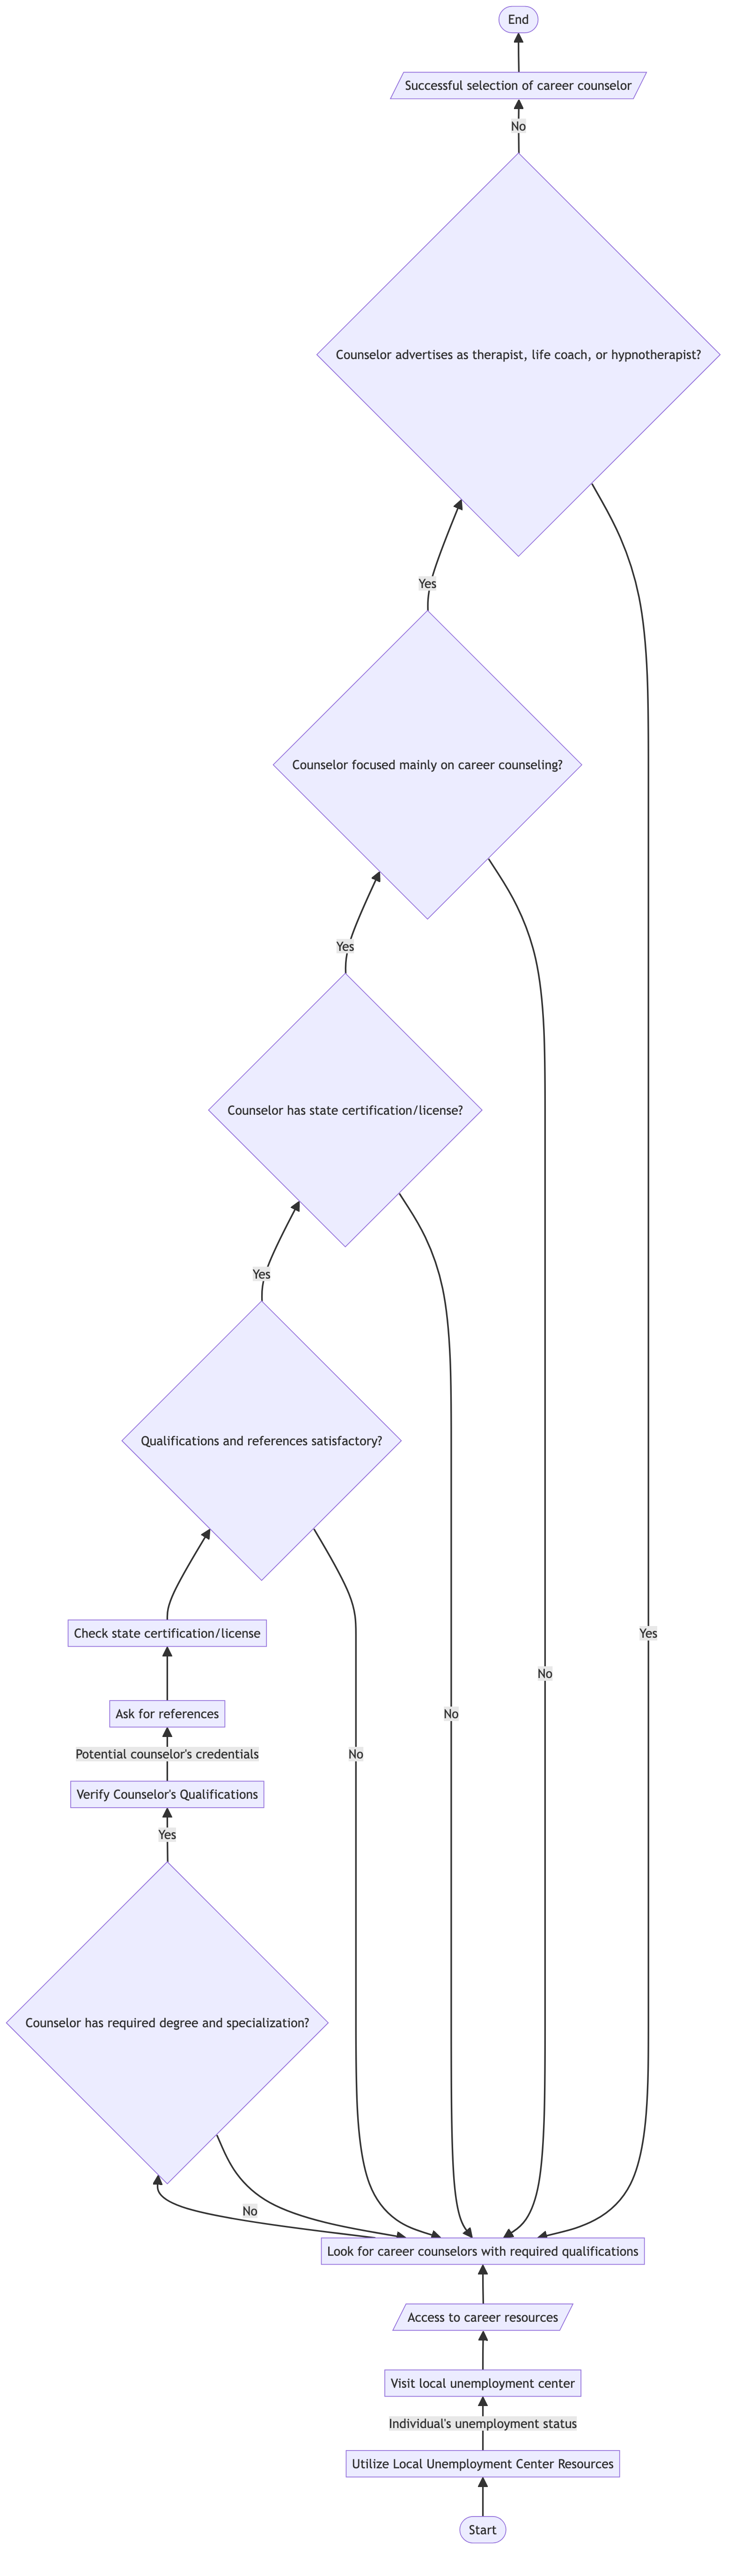 End
Successful selection of career counselor
No
Counselor advertises as therapist, life coach, or hypnotherapist?
Yes
Counselor focused mainly on career counseling?
Yes
Counselor has state certification/license?
Yes
Qualifications and references satisfactory?
Check state certification/license
Yes
No
Ask for references
No
Potential counselor's credentials
No
Verify Counselor's Qualifications
Yes
Counselor has required degree and specialization?
No
Look for career counselors with required qualifications
Access to career resources
Visit local unemployment center
Individual's unemployment status
Utilize Local Unemployment Center Resources
Start